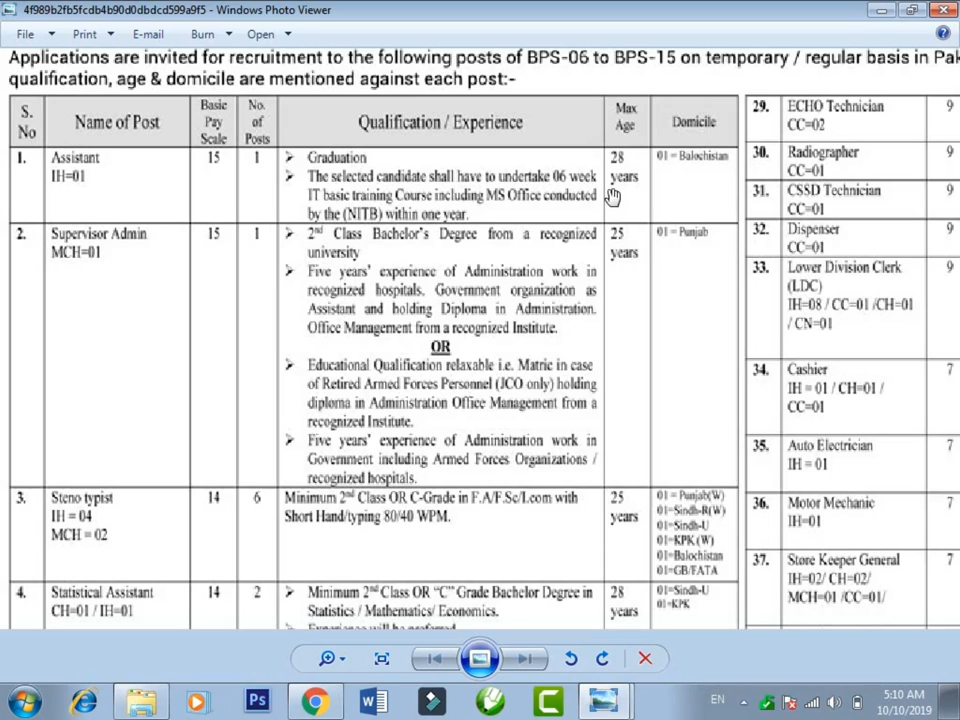 4f989b2fb5fcdb4b90d0dbdcd599a9f5 - Windows Photo Viewer
File Print E-mail Burn Open
Applications are invited for recruitment to the following posts of BPS-06 to BPS-15 on temporary / regular basis in Pak
qualification, age & domicile are mentioned against each post:-
S. No Name of Post Basic Pay Scale No. of Posts Qualification / Experience Max Age Domicile
1. Assistant 15 1 Graduation 28 01 = Balochistan
IH=01 The selected candidate shall have to undertake 06 week years
IT basic training Course including MS Office conducted
by the (NITB) within one year.
2. Supervisor Admin 15 1 2nd Class Bachelor's Degree from a recognized 25 01 = Punjab
MCH=01 university years
Five years' experience of Administration work in
recognized hospitals. Government organization as
Assistant and holding Diploma in Administration.
Office Management from a recognized Institute.
OR
Educational Qualification relaxable i.e. Matric in case
of Retired Armed Forces Personnel (JCO only) holding
diploma in Administration Office Management from a
recognized Institute.
Five years' experience of Administration work in
Government including Armed Forces Organizations /
recognized hospitals.
3. Steno typist 14 6 Minimum 2nd Class OR C-Grade in F.A/F.Sc/I.com with 25 01 = Punjab(W)
IH = 04 Short Hand/typing 80/40 WPM. years 01=Sindh-R(W)
MCH = 02 01=Sindh-U
01=KPK (W)
01=Balochistan
01=GB/FATA
4. Statistical Assistant 14 2 Minimum 2nd Class OR "C" Grade Bachelor Degree in 28 01=Sindh-U
CH=01 / IH=01 Statistics / Mathematics/ Economics. years 01=KPK
Experience will be preferred
29. ECHO Technician 9
CC=02
30. Radiographer 9
CC=01
31. CSSD Technician 9
CC=01
32. Dispenser 9
CC=01
33. Lower Division Clerk 9
(LDC)
IH=08 / CC=01 /CH=01
/ CN=01
34. Cashier 7
IH = 01 / CH=01 /
CC=01
35. Auto Electrician 7
IH = 01
36. Motor Mechanic 7
IH=01
37. Store Keeper General 7
IH=02/ CH=02/
MCH=01 /CC=01/
Ps
W
C
EN
5:10 AM
10/10/2019